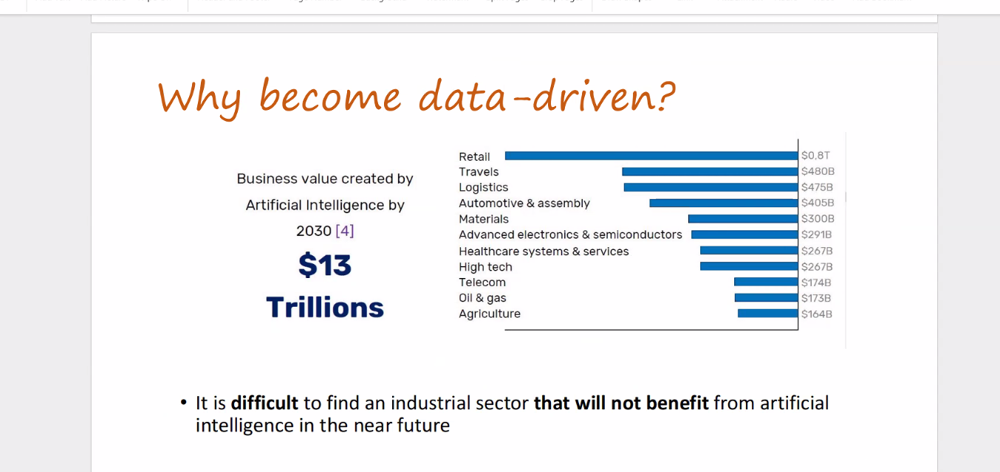 Why become data-driven?
Business value created by
Artificial Intelligence by
2030 [4]
$13
Trillions
Retail $0,8T
Travels $480B
Logistics $475B
Automotive & assembly $405B
Materials $300B
Advanced electronics & semiconductors $291B
Healthcare systems & services $267B
High tech $267B
Telecom $174B
Oil & gas $173B
Agriculture $164B
• It is difficult to find an industrial sector that will not benefit from artificial
intelligence in the near future